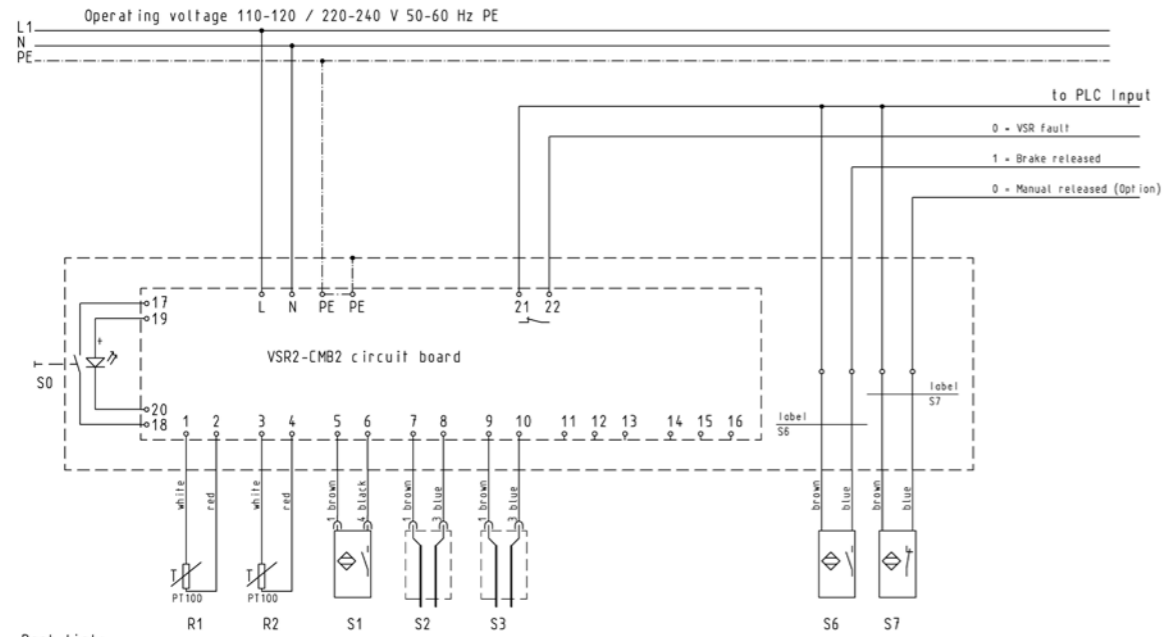 Operating voltage 110-120 / 220-240 V 50-60 Hz PE
L1
N
PE
to PLC Input
0 = VSR fault
1 = Brake released
0 = Manual released (Option)
17
19
L N PE PE
21 22
VSR2-CMB2 circuit board
S0
label
S7
20
18
1 2 3 4 5 6 7 8 9 10 11 12 13 14 15 16
label
S6
white
red
white
red
1 brown
4 black
1 brown
3 blue
1 brown
3 blue
brown
blue
brown
blue
T
T
PT100
PT100
R1 R2 S1 S2 S3 S6 S7